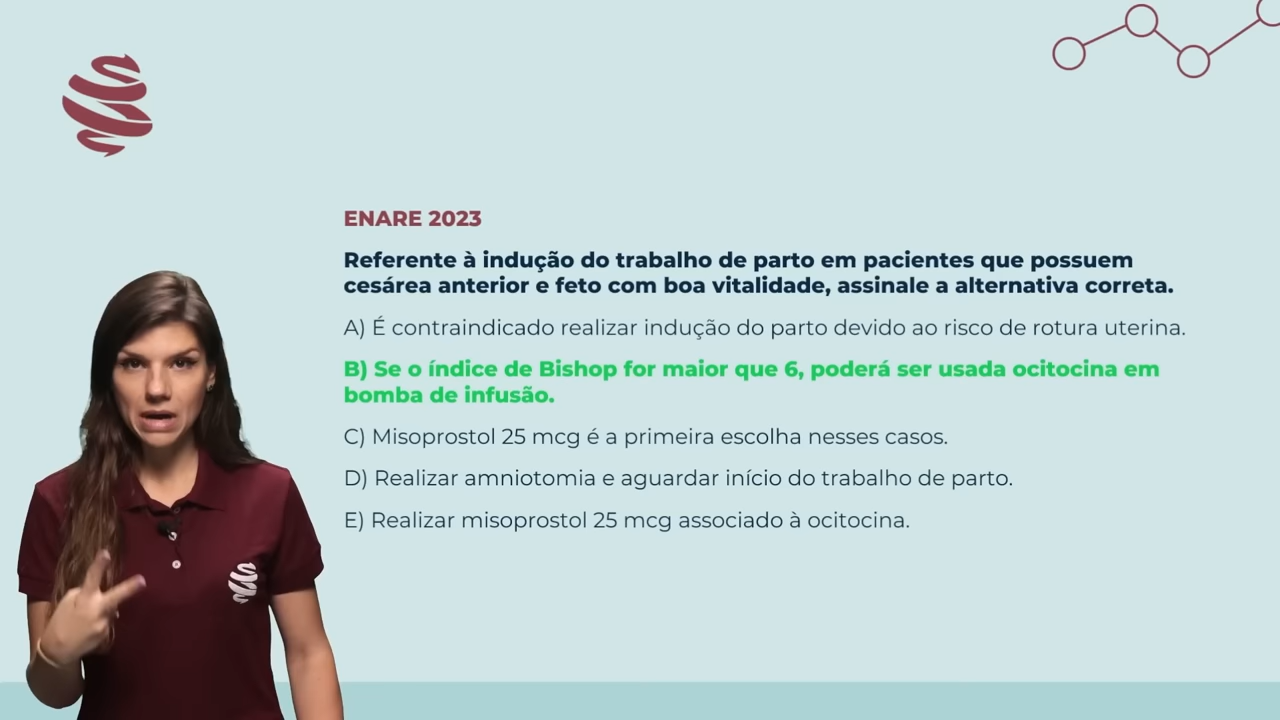 ENARE 2023
Referente à indução do trabalho de parto em pacientes que possuem
cesárea anterior e feto com boa vitalidade, assinale a alternativa correta.
A) É contraindicado realizar indução do parto devido ao risco de rotura uterina.
B) Se o índice de Bishop for maior que 6, poderá ser usada ocitocina em
bomba de infusão.
C) Misoprostol 25 mcg é a primeira escolha nesses casos.
D) Realizar amniotomia e aguardar início do trabalho de parto.
E) Realizar misoprostol 25 mcg associado à ocitocina.